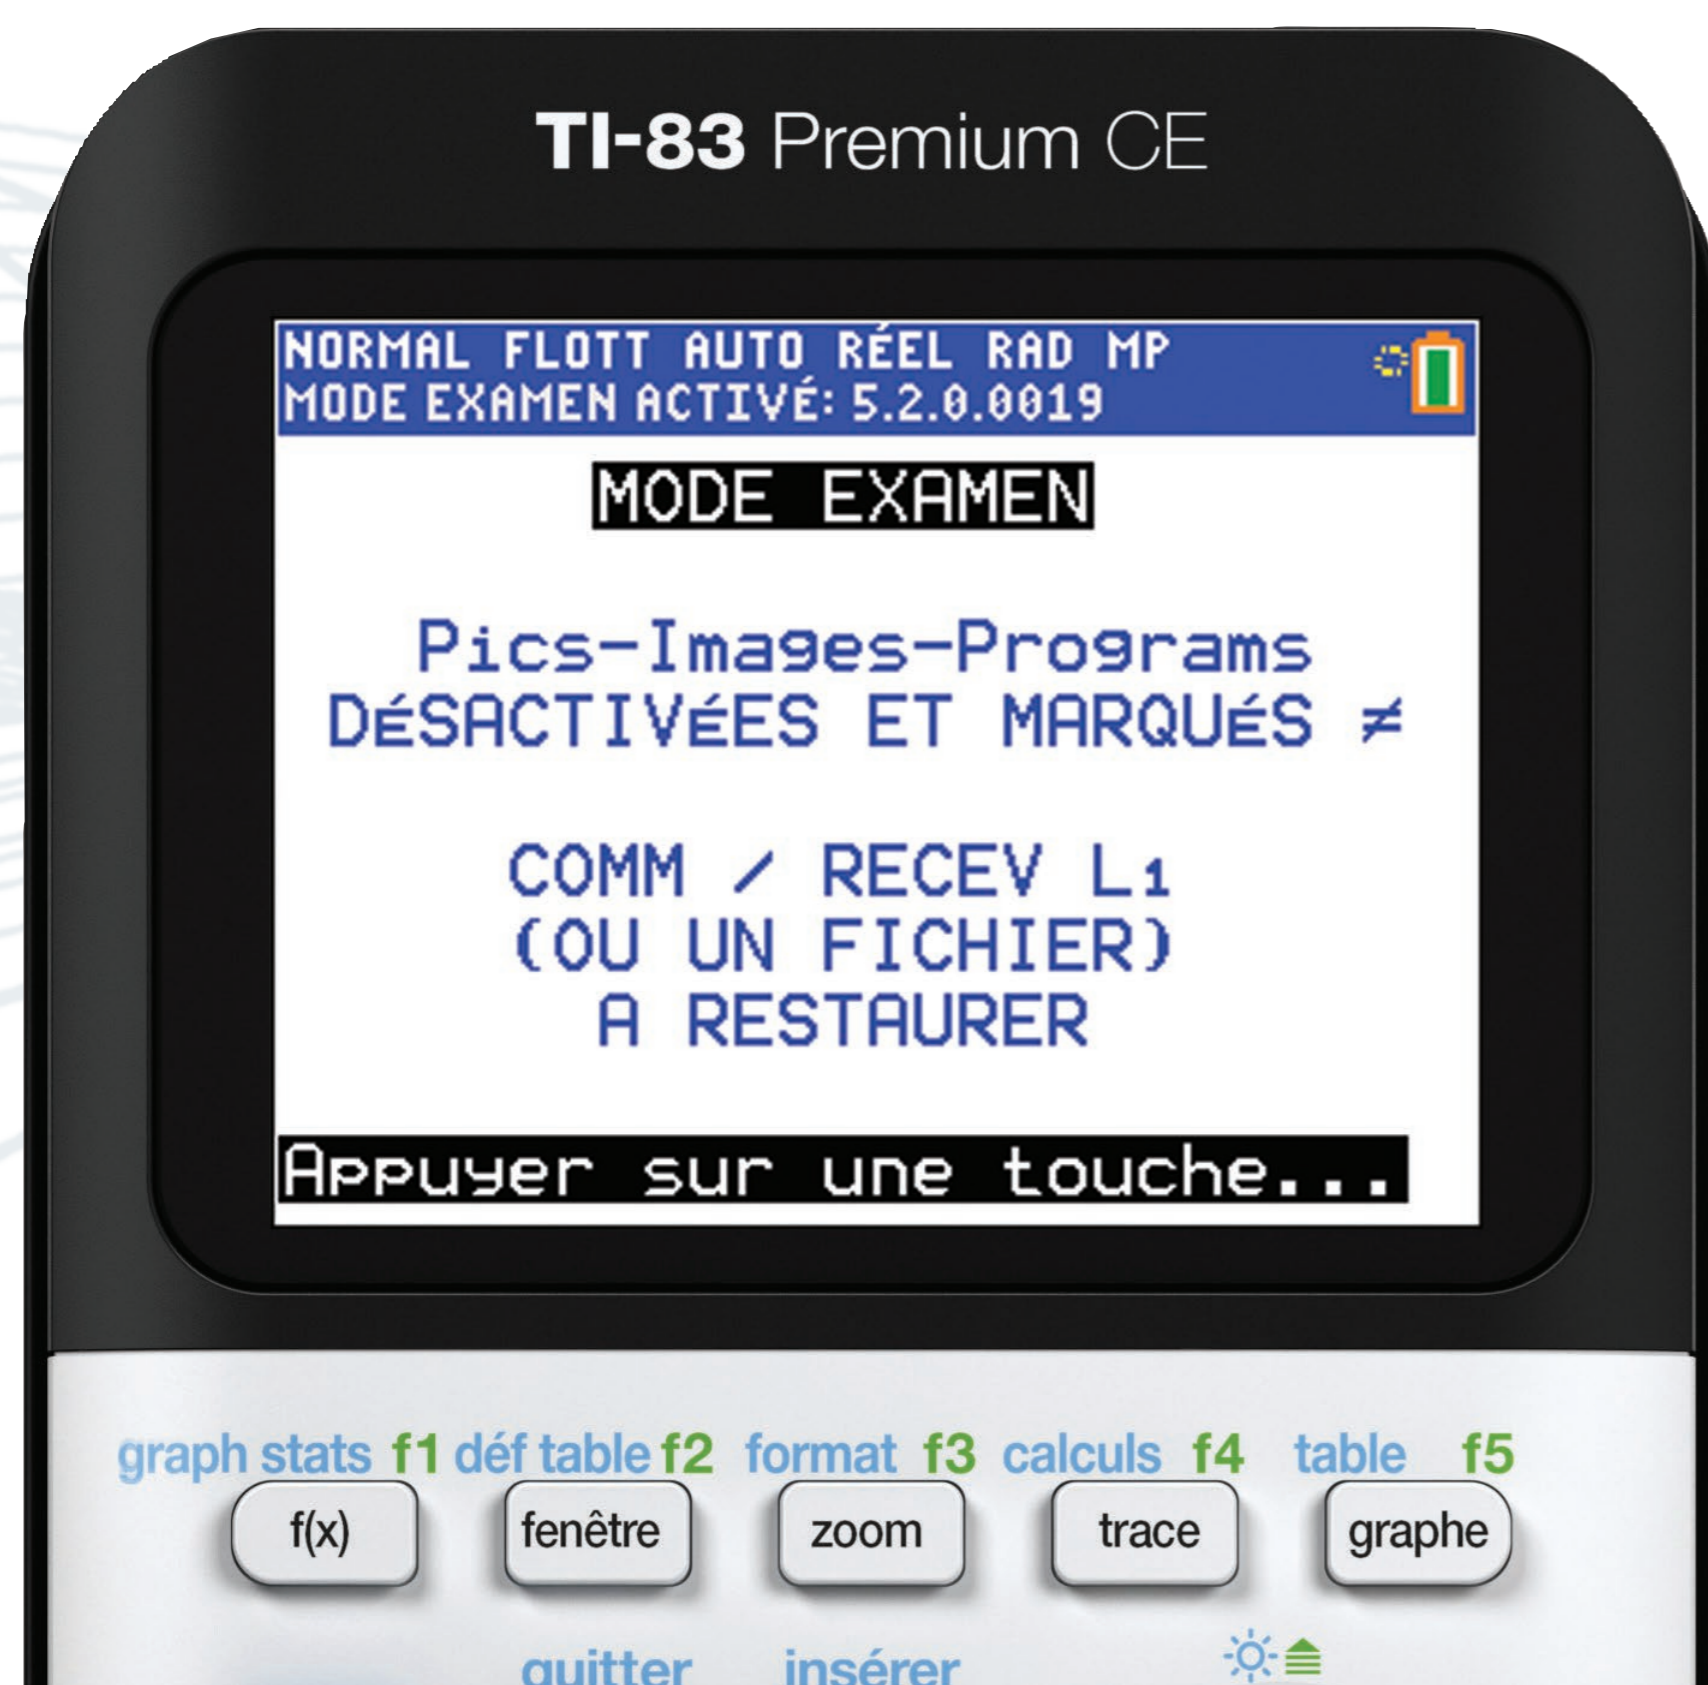 TI-83 Premium CE
NORMAL FLOTT AUTO RÉEL RAD MP
MODE EXAMEN ACTIVÉ: 5.2.0.0019
MODE EXAMEN
Pics-Images-Programs
DéSACTIVéES ET MARQUéS ≠
COMM / RECEV L1
(OU UN FICHIER)
A RESTAURER
Appuyer sur une touche...
graph stats f1 déf table f2 format f3 calculs f4 table f5
f(x) fenêtre zoom trace graphe
quitter insérer